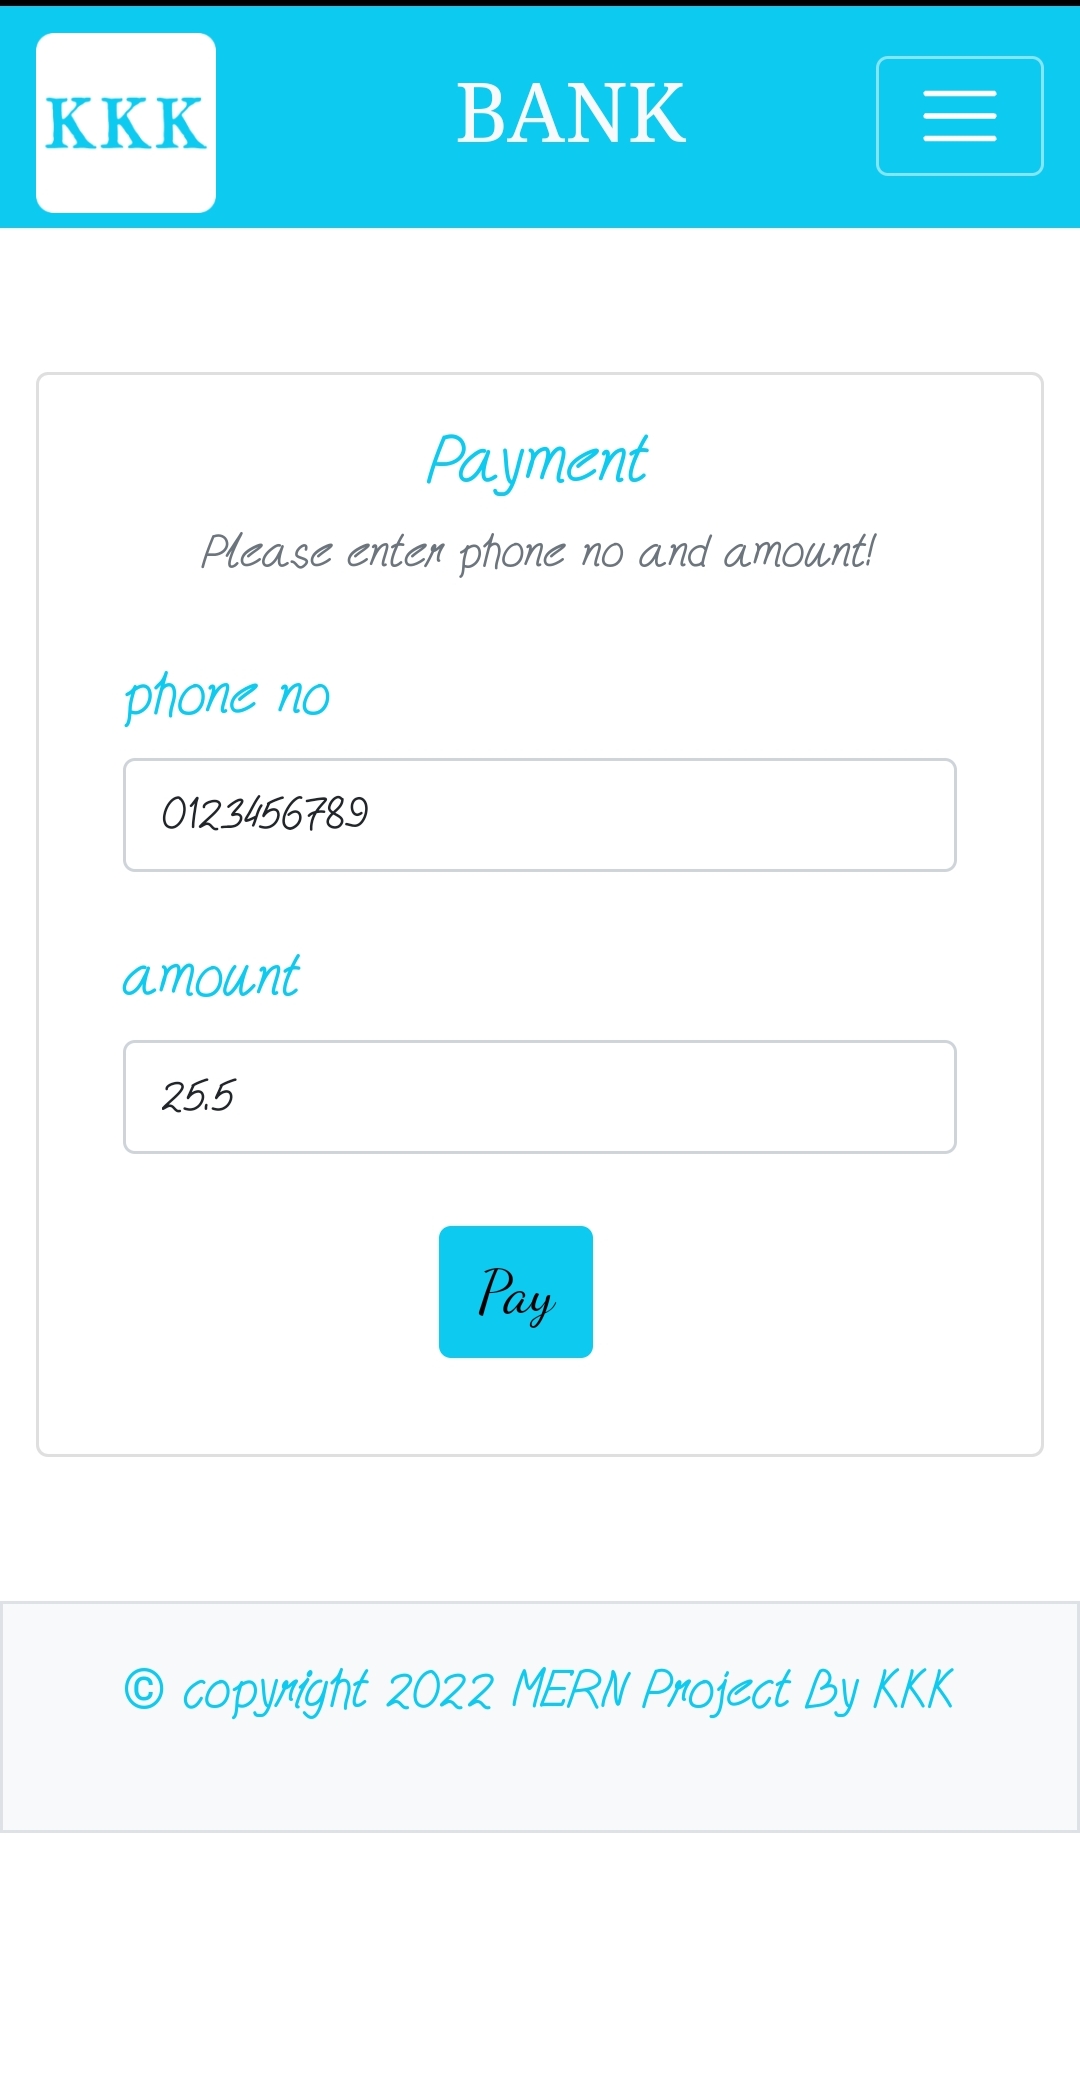 KKK
BANK
Payment
Please enter phone no and amount!
phone no
0123456789
amount
25.5
Pay
© copyright 2022 MERN Project By KKK